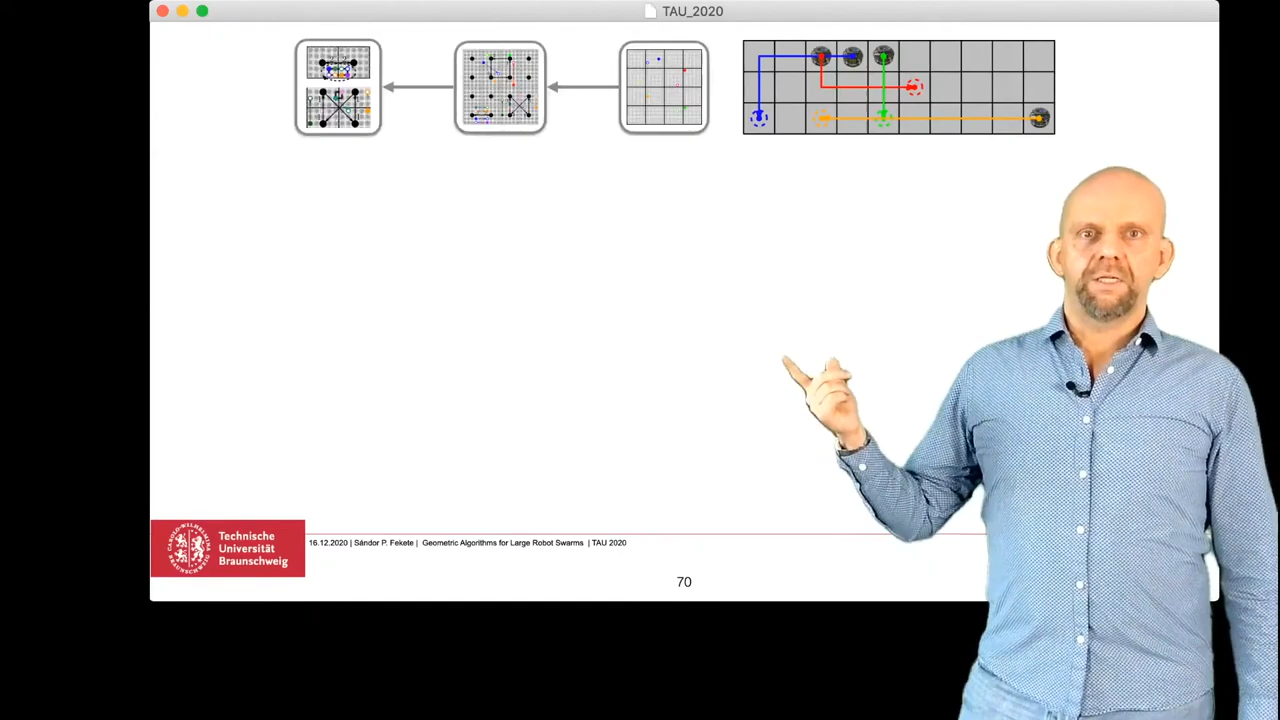 TAU_2020
Technische
Universität
Braunschweig
16.12.2020 | Sándor P. Fekete | Geometric Algorithms for Large Robot Swarms | TAU 2020
70